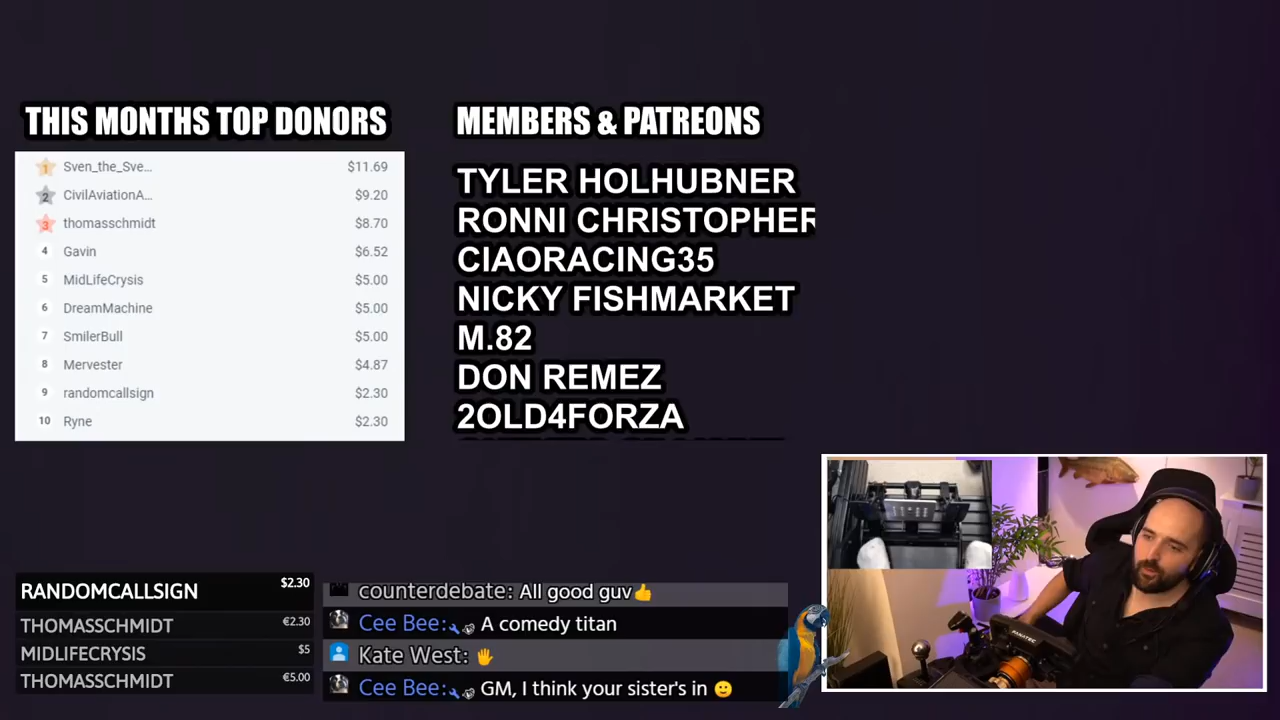 THIS MONTHS TOP DONORS
1 Sven_the_Sve... $11.69
2 CivilAviationA... $9.20
3 thomasschmidt $8.70
4 Gavin $6.52
5 MidLifeCrysis $5.00
6 DreamMachine $5.00
7 SmilerBull $5.00
8 Mervester $4.87
9 randomcallsign $2.30
10 Ryne $2.30
MEMBERS & PATREONS
TYLER HOLHUBNER
RONNI CHRISTOPHER
CIAORACING35
NICKY FISHMARKET
M.82
DON REMEZ
2OLD4FORZA
RANDOMCALLSIGN $2.30
THOMASSCHMIDT €2.30
MIDLIFECRYSIS $5
THOMASSCHMIDT €5.00
counterdebate: All good guv👍
Cee Bee: A comedy titan
Kate West: 🖐
Cee Bee: GM, I think your sister's in 🙂
FANATEC